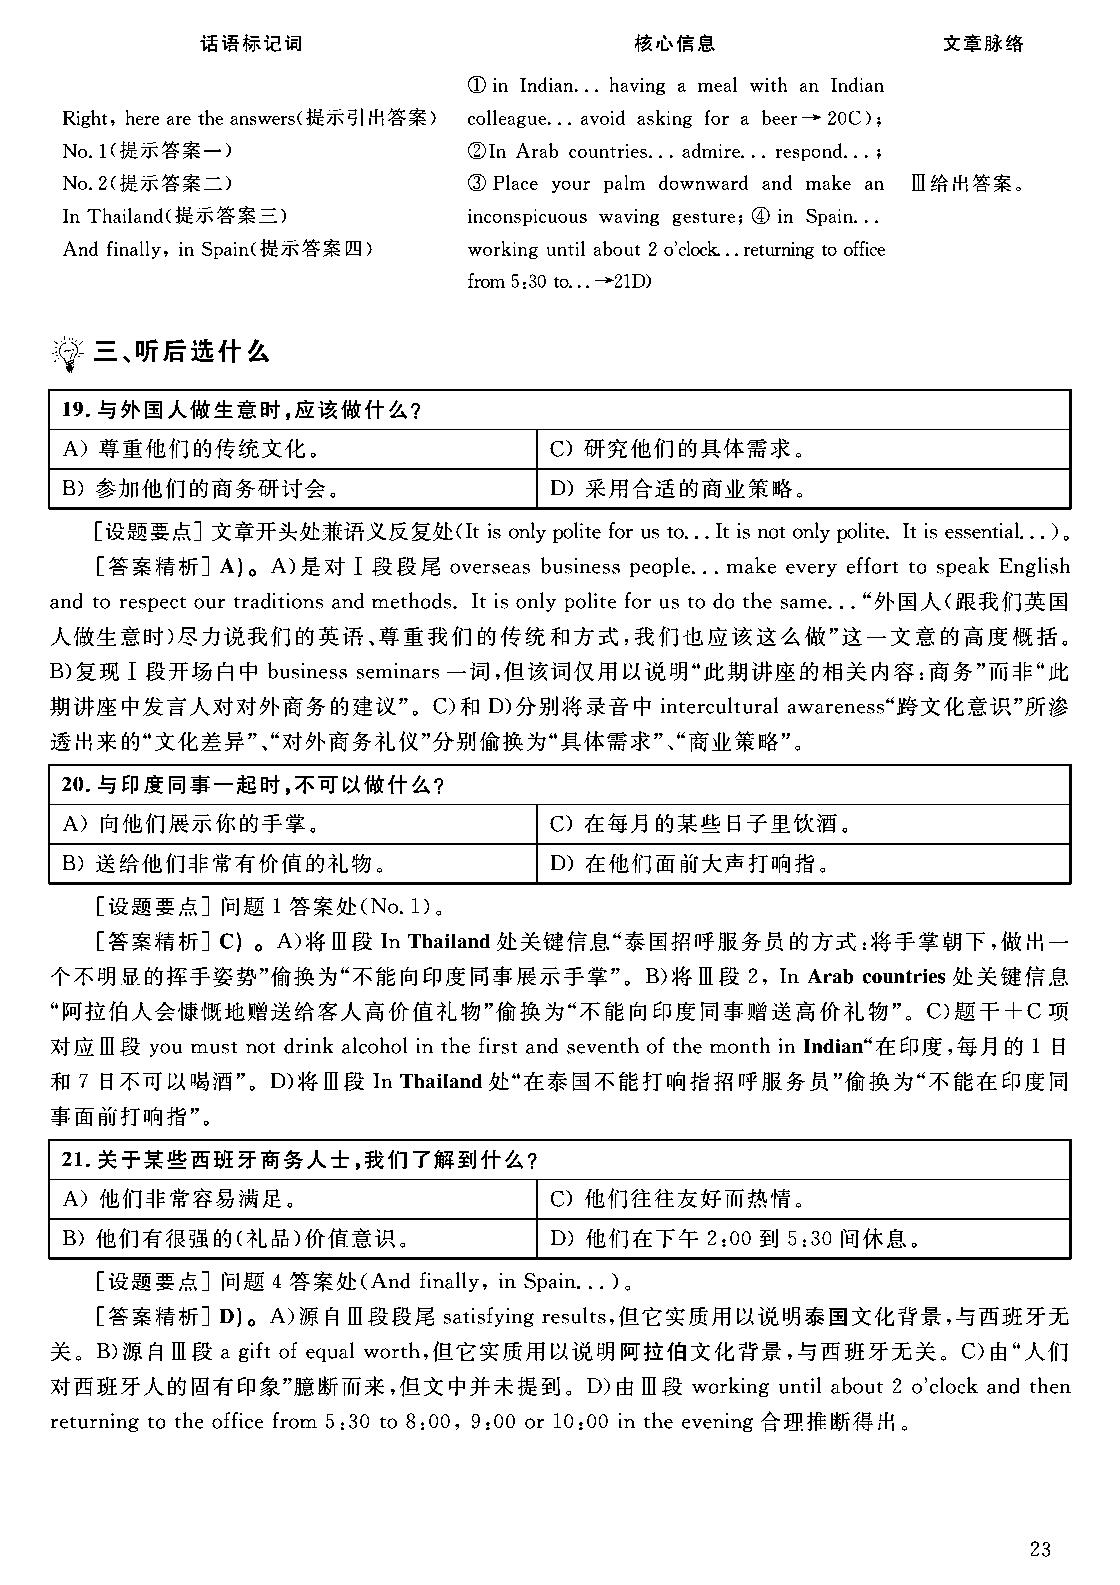 话语标记词 核心信息 文章脉络
① in Indian... having a meal with an Indian
Right, here are the answers(提示引出答案) colleague... avoid asking for a beer→20C);
No. 1(提示答案一) ②In Arab countries... admire... respond...;
No. 2(提示答案二) ③ Place your palm downward and make an Ⅲ给出答案。
In Thailand(提示答案三) inconspicuous waving gesture; ④ in Spain...
And finally, in Spain(提示答案四) working until about 2 o'clock...returning to office
from 5:30 to...→21D)
三、听后选什么
19. 与外国人做生意时,应该做什么?
A) 尊重他们的传统文化。 C) 研究他们的具体需求。
B) 参加他们的商务研讨会。 D) 采用合适的商业策略。
[设题要点] 文章开头处兼语义反复处(It is only polite for us to... It is not only polite. It is essential...)。
[答案精析] A)。A)是对Ⅰ段段尾 overseas business people... make every effort to speak English
and to respect our traditions and methods. It is only polite for us to do the same...“外国人(跟我们英国
人做生意时)尽力说我们的英语、尊重我们的传统和方式,我们也应该这么做”这一文意的高度概括。
B)复现Ⅰ段开场白中 business seminars 一词,但该词仅用以说明“此期讲座的相关内容:商务”而非“此
期讲座中发言人对对外商务的建议”。C)和 D)分别将录音中 intercultural awareness“跨文化意识”所渗
透出来的“文化差异”、“对外商务礼仪”分别偷换为“具体需求”、“商业策略”。
20. 与印度同事一起时,不可以做什么?
A) 向他们展示你的手掌。 C) 在每月的某些日子里饮酒。
B) 送给他们非常有价值的礼物。 D) 在他们面前大声打响指。
[设题要点] 问题 1 答案处(No. 1)。
[答案精析] C) 。A)将Ⅲ段 In Thailand 处关键信息“泰国招呼服务员的方式:将手掌朝下,做出一
个不明显的挥手姿势”偷换为“不能向印度同事展示手掌”。B)将Ⅲ段 2, In Arab countries 处关键信息
“阿拉伯人会慷慨地赠送给客人高价值礼物”偷换为“不能向印度同事赠送高价礼物”。C)题干＋C 项
对应Ⅲ段 you must not drink alcohol in the first and seventh of the month in Indian“在印度,每月的 1 日
和 7 日不可以喝酒”。D)将Ⅲ段 In Thailand 处“在泰国不能打响指招呼服务员”偷换为“不能在印度同
事面前打响指”。
21. 关于某些西班牙商务人士,我们了解到什么?
A) 他们非常容易满足。 C) 他们往往友好而热情。
B) 他们有很强的(礼品)价值意识。 D) 他们在下午 2:00 到 5:30 间休息。
[设题要点] 问题 4 答案处(And finally, in Spain...)。
[答案精析] D)。A)源自Ⅲ段段尾 satisfying results,但它实质用以说明泰国文化背景,与西班牙无
关。B)源自Ⅲ段 a gift of equal worth,但它实质用以说明阿拉伯文化背景,与西班牙无关。C)由“人们
对西班牙人的固有印象”臆断而来,但文中并未提到。D)由Ⅲ段 working until about 2 o'clock and then
returning to the office from 5:30 to 8:00, 9:00 or 10:00 in the evening 合理推断得出。
23